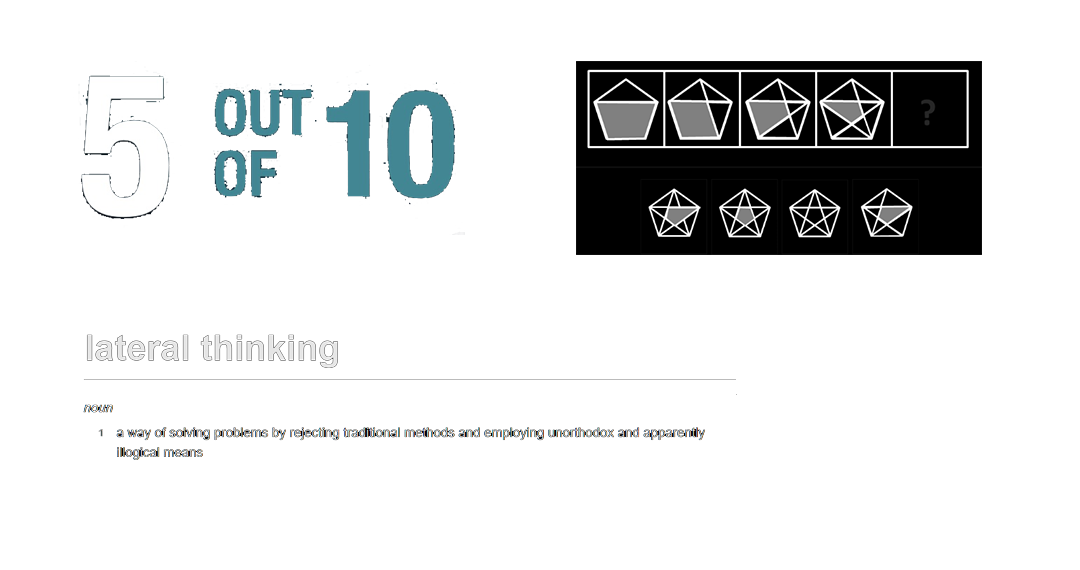 5 OUT OF 10
?
lateral thinking
noun
1 a way of solving problems by rejecting traditional methods and employing unorthodox and apparently
illogical means